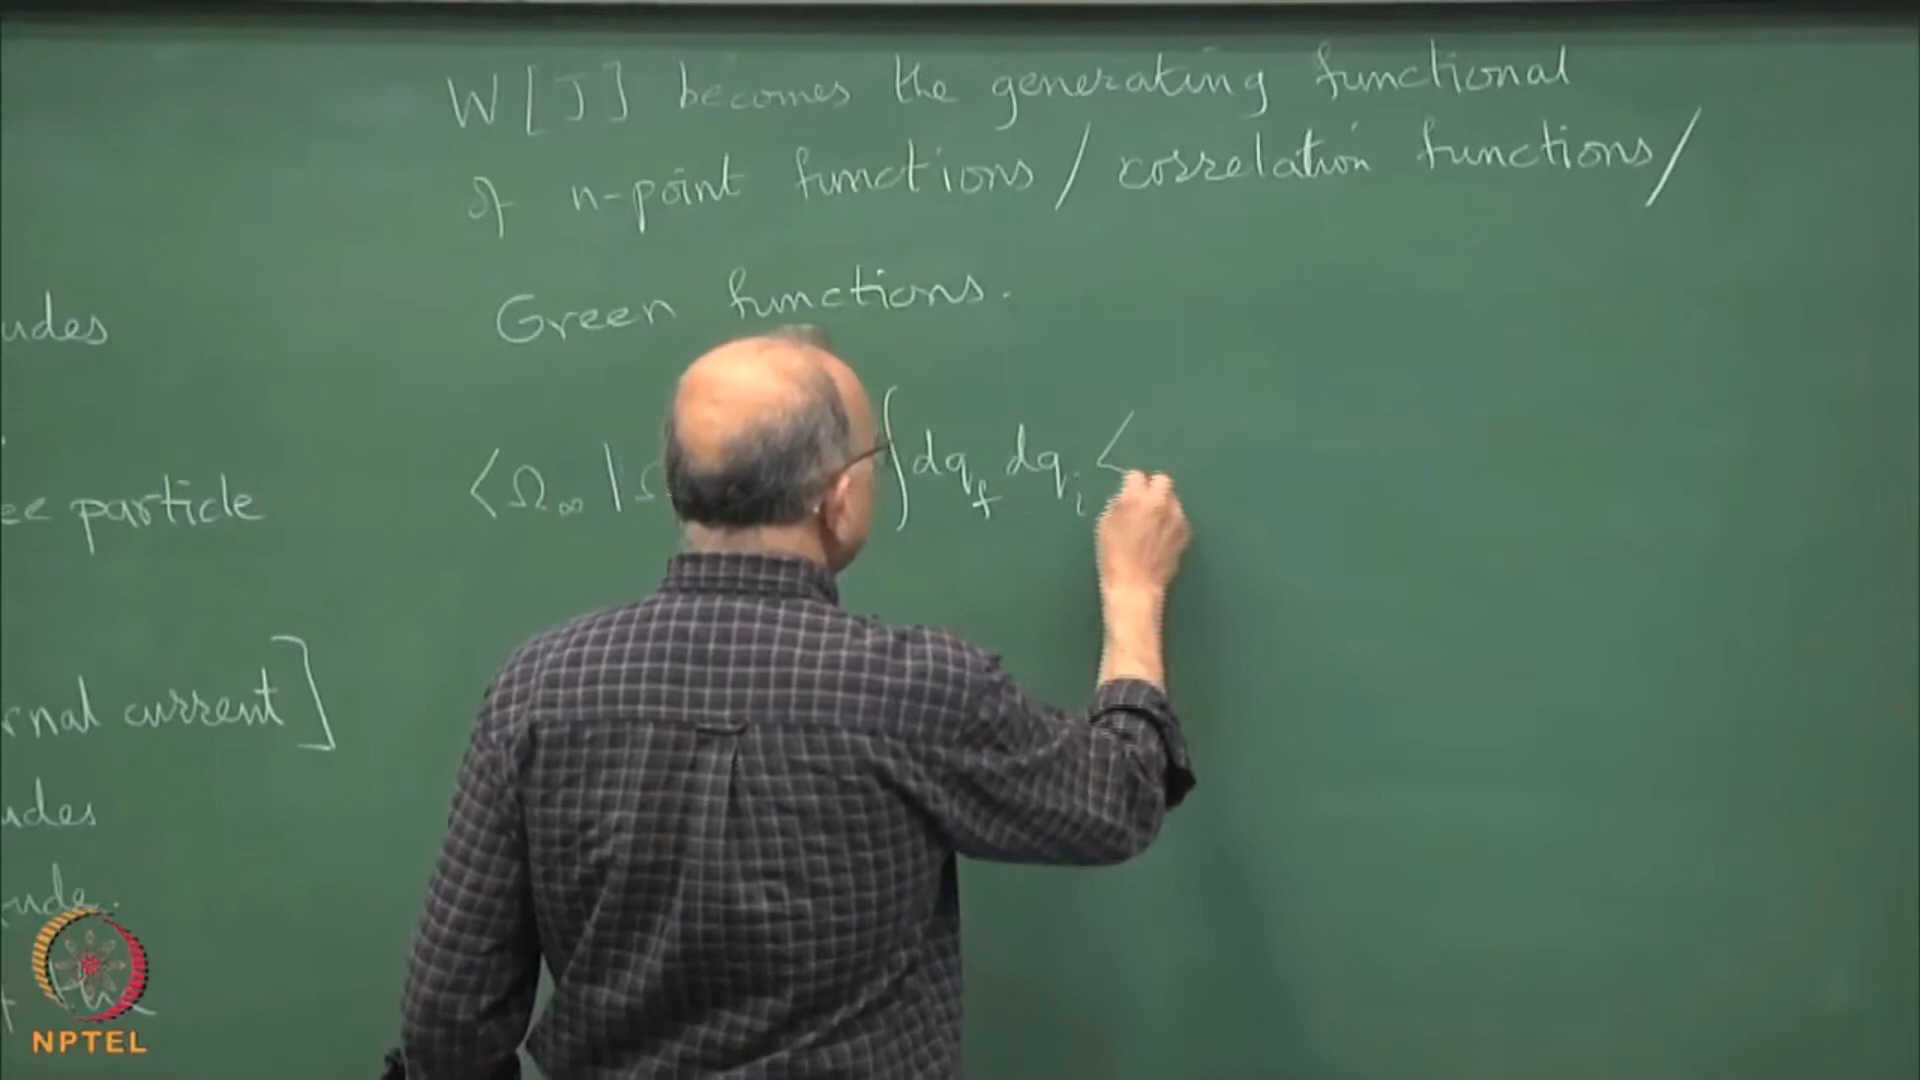 W[J] becomes the generating functional
of n-point functions / correlation functions /
Green functions.
⟨Ω∞ | Ω ∫dq_f dq_i ⟨
udes
particle
rnal current]
udes
ude.
NPTEL